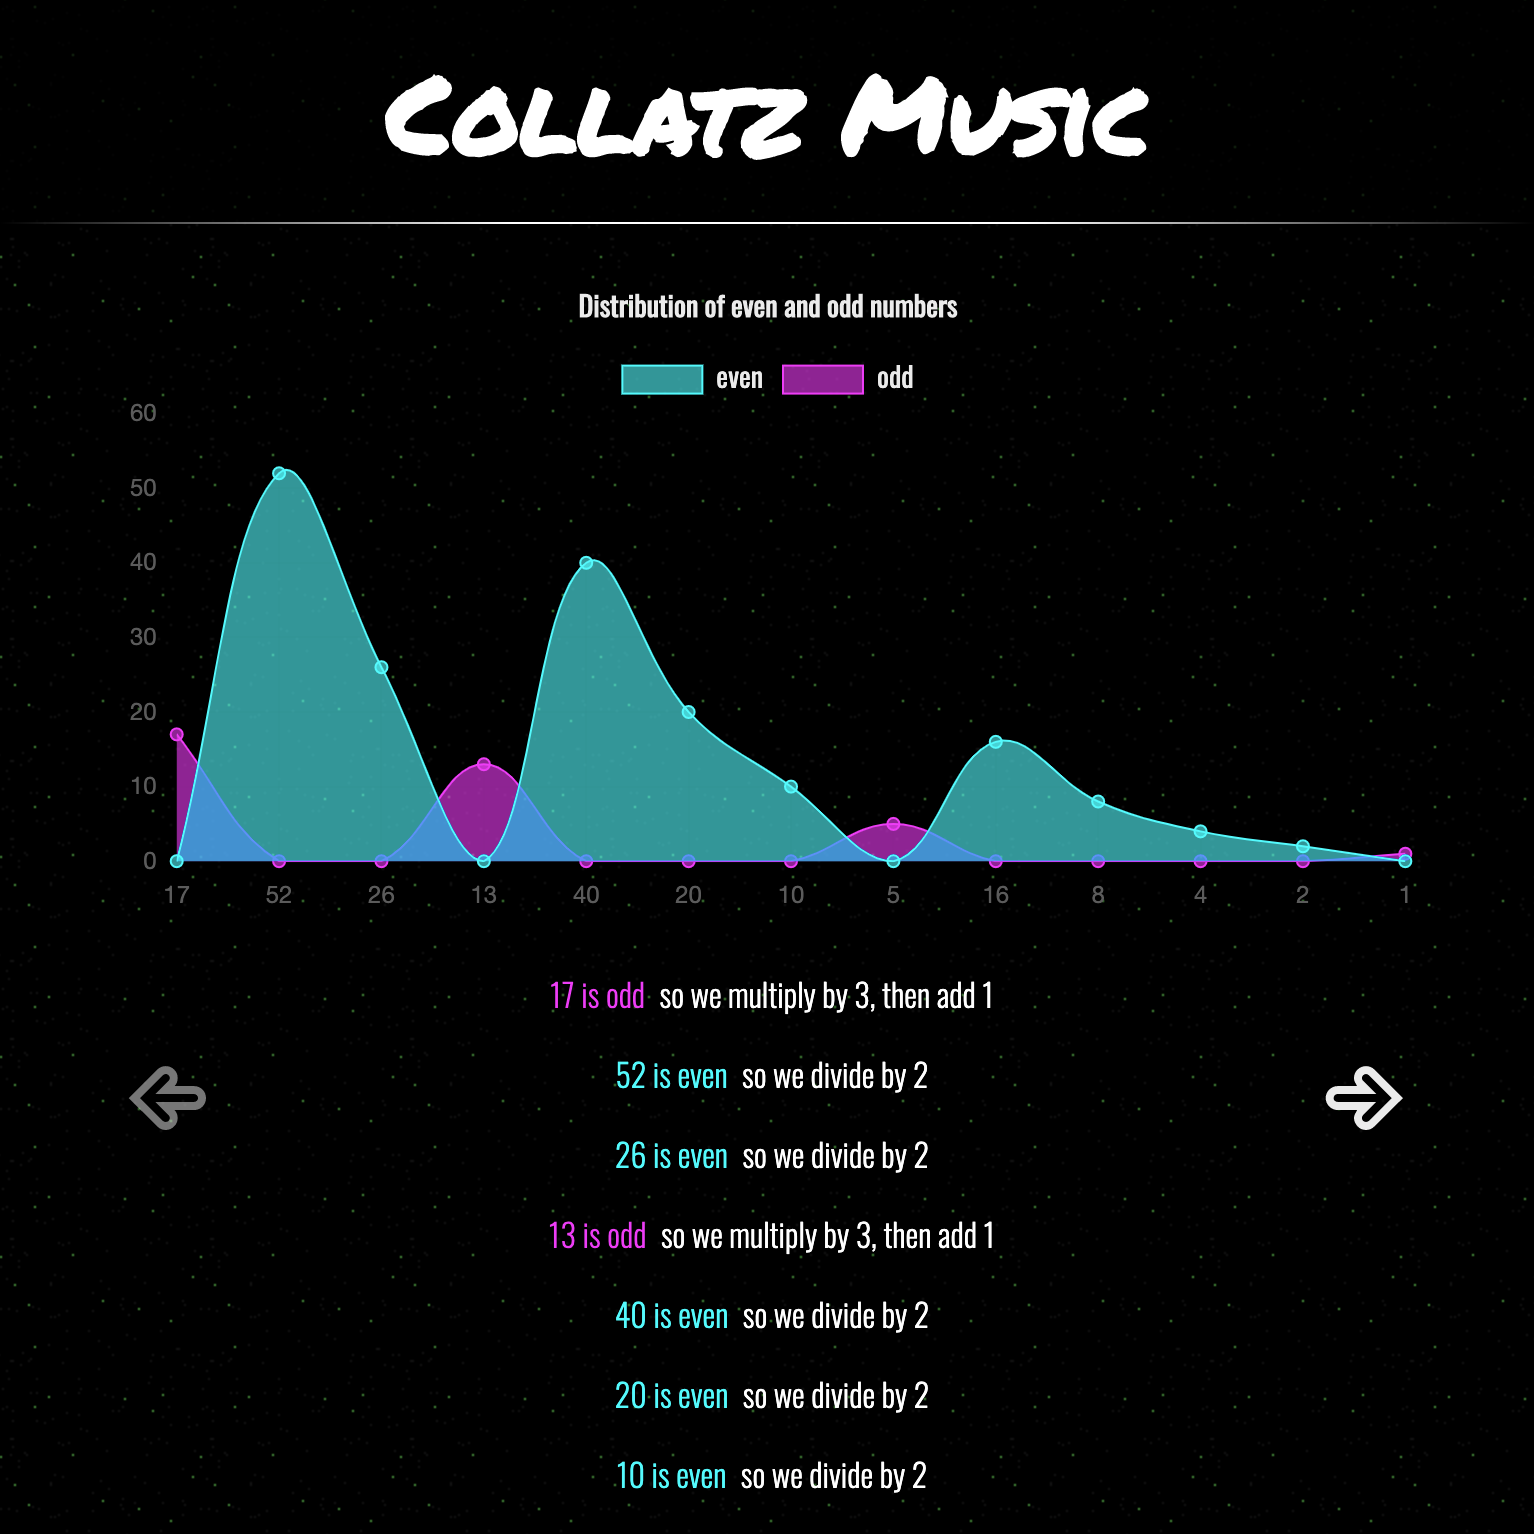 Collatz Music
Distribution of even and odd numbers
even odd
60
50
40
30
20
10
0
17 52 26 13 40 20 10 5 16 8 4 2 1
17 is odd so we multiply by 3, then add 1
52 is even so we divide by 2
26 is even so we divide by 2
13 is odd so we multiply by 3, then add 1
40 is even so we divide by 2
20 is even so we divide by 2
10 is even so we divide by 2